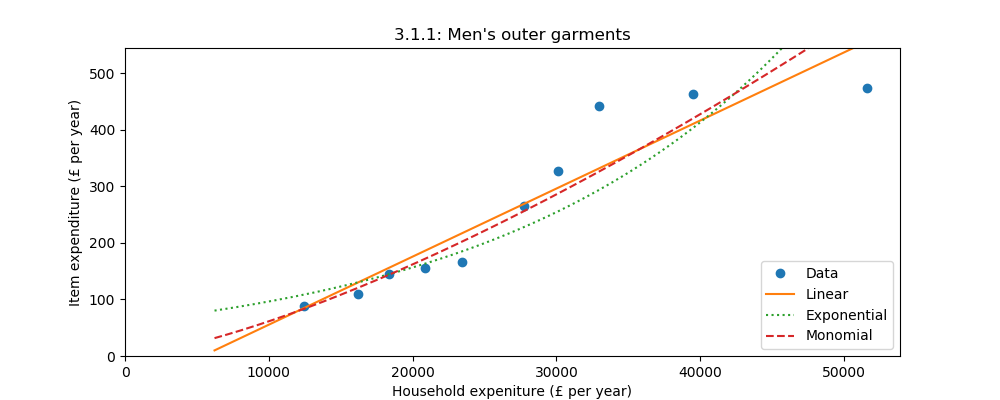 3.1.1: Men's outer garments
Item expenditure (£ per year)
500
400
300
200
100
0
0 10000 20000 30000 40000 50000
Household expeniture (£ per year)
Data
Linear
Exponential
Monomial